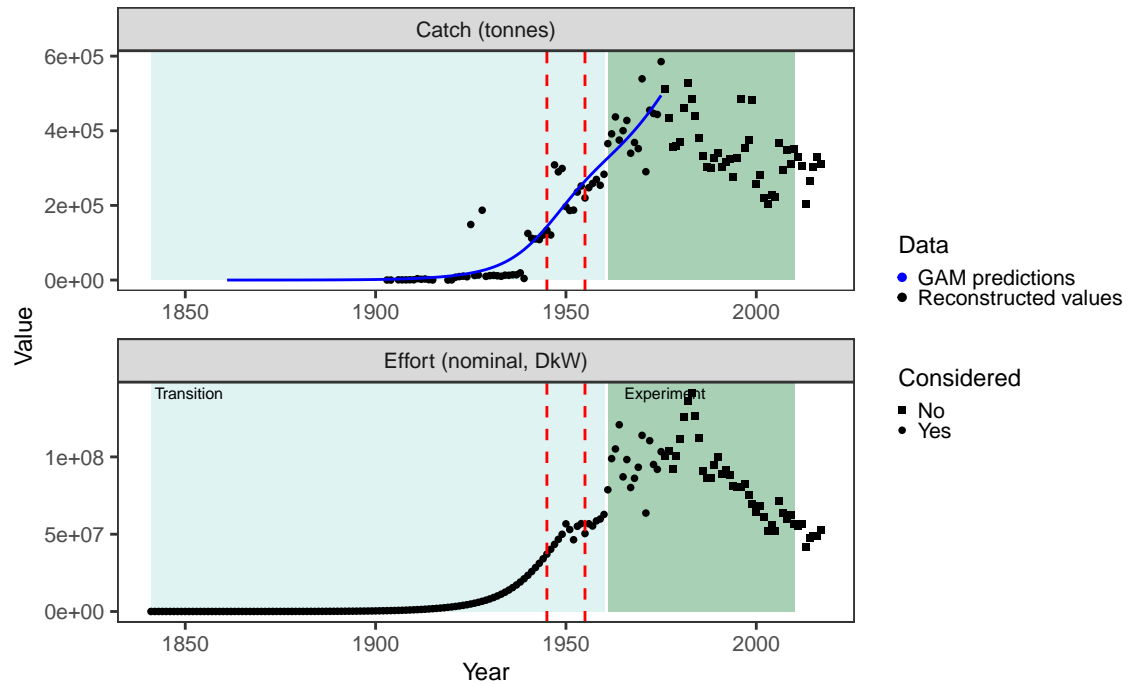 Catch (tonnes)
6e+05
4e+05
2e+05
0e+00
1850 1900 1950 2000
Value
Effort (nominal, DkW)
Transition Experiment
1e+08
5e+07
0e+00
1850 1900 1950 2000
Year
Data
GAM predictions
Reconstructed values
Considered
No
Yes